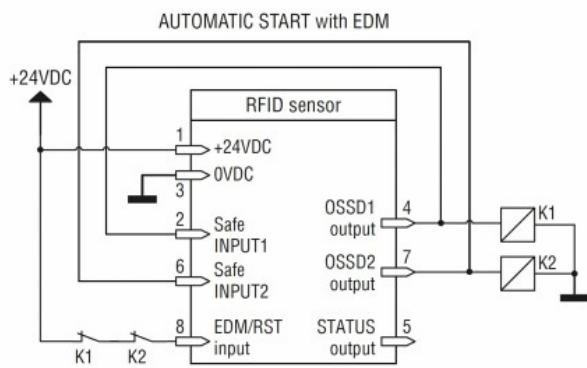 AUTOMATIC START with EDM
+24VDC
RFID sensor
1
+24VDC
0VDC
3
2
Safe
INPUT1
6
Safe
INPUT2
8
EDM/RST
input
K1
K2
OSSD1
output
4
OSSD2
output
7
STATUS
output
5
K1
K2